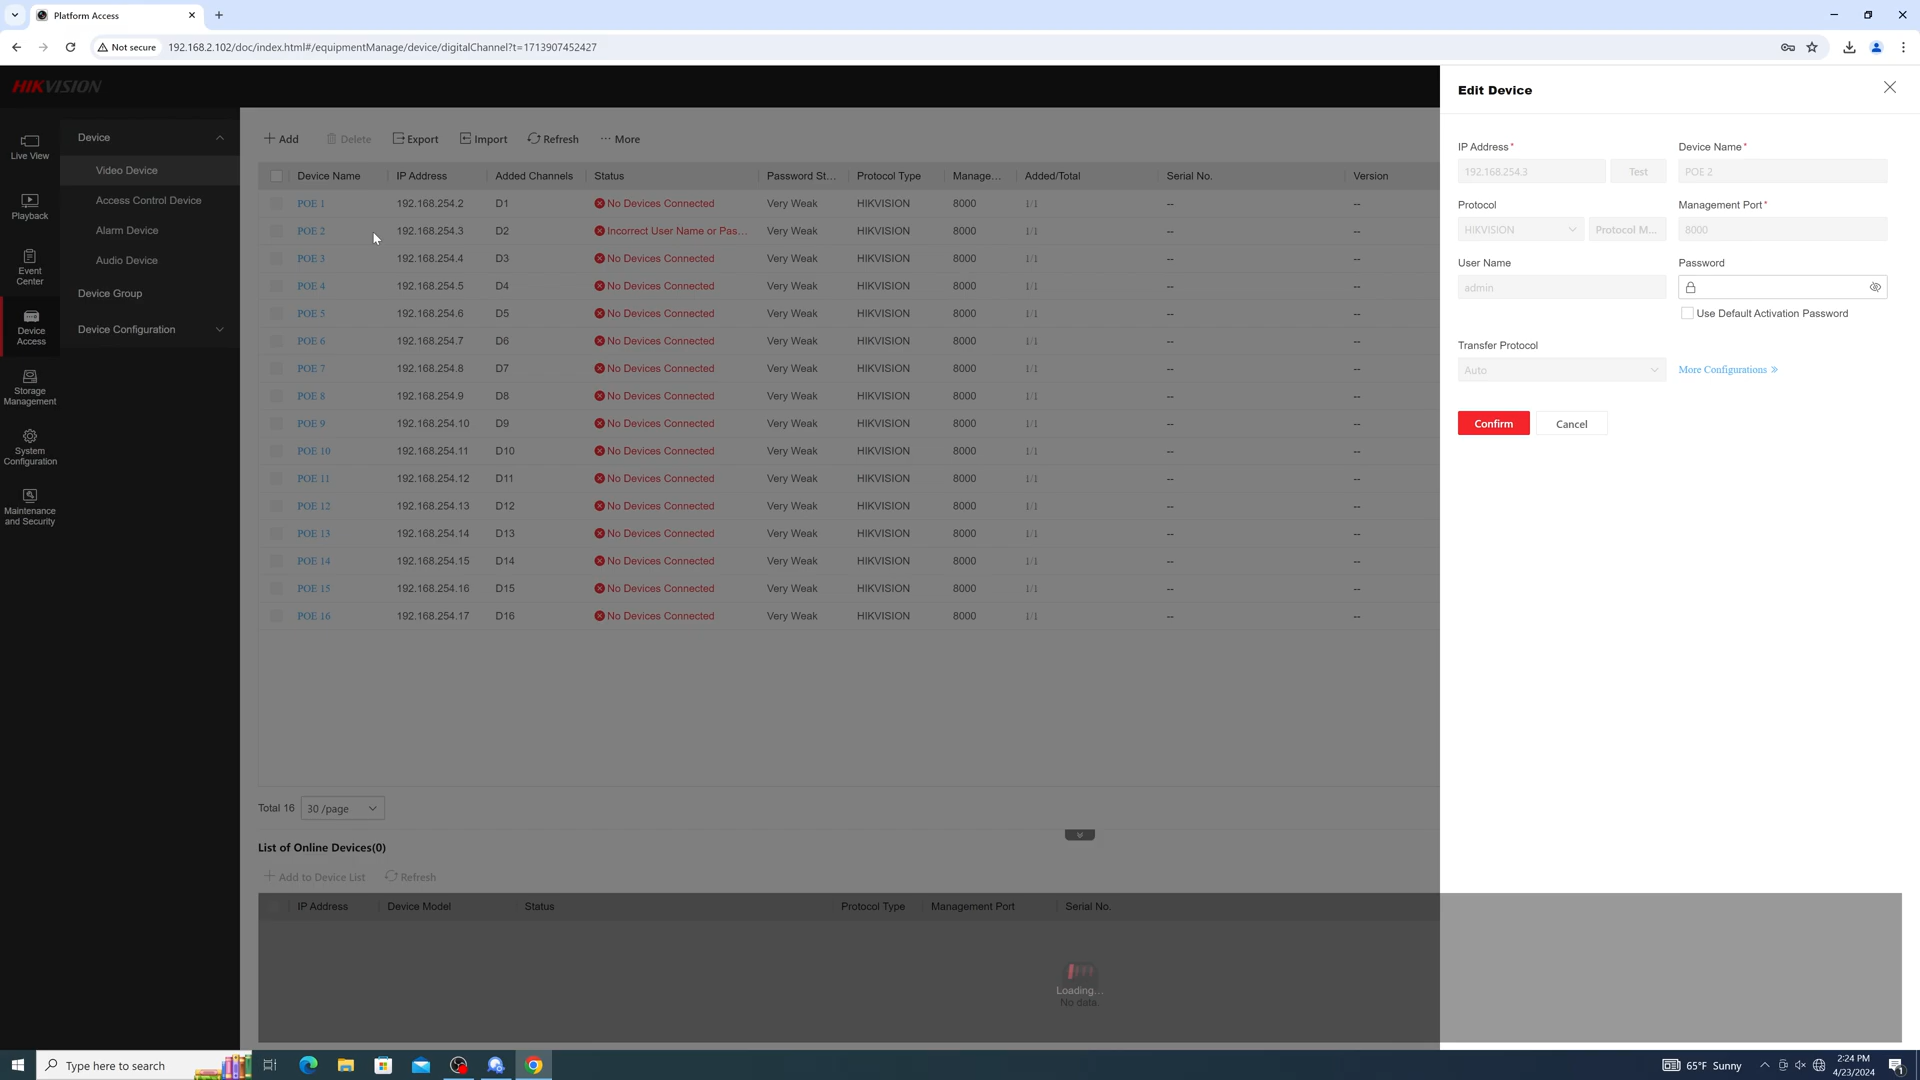 Platform Access
Not secure 192.168.2.102/doc/index.html#/equipmentManage/device/digitalChannel?t=1713907452427
HIKVISION
Live View
Playback
Event
Center
Device
Access
Storage
Management
System
Configuration
Maintenance
and Security
Device
Video Device
Access Control Device
Alarm Device
Audio Device
Device Group
Device Configuration
Add Delete Export Import Refresh ··· More
Device Name IP Address Added Channels Status Password St... Protocol Type Manage... Added/Total Serial No. Version
POE 1 192.168.254.2 D1 No Devices Connected Very Weak HIKVISION 8000 1/1 -- --
POE 2 192.168.254.3 D2 Incorrect User Name or Pas... Very Weak HIKVISION 8000 1/1 -- --
POE 3 192.168.254.4 D3 No Devices Connected Very Weak HIKVISION 8000 1/1 -- --
POE 4 192.168.254.5 D4 No Devices Connected Very Weak HIKVISION 8000 1/1 -- --
POE 5 192.168.254.6 D5 No Devices Connected Very Weak HIKVISION 8000 1/1 -- --
POE 6 192.168.254.7 D6 No Devices Connected Very Weak HIKVISION 8000 1/1 -- --
POE 7 192.168.254.8 D7 No Devices Connected Very Weak HIKVISION 8000 1/1 -- --
POE 8 192.168.254.9 D8 No Devices Connected Very Weak HIKVISION 8000 1/1 -- --
POE 9 192.168.254.10 D9 No Devices Connected Very Weak HIKVISION 8000 1/1 -- --
POE 10 192.168.254.11 D10 No Devices Connected Very Weak HIKVISION 8000 1/1 -- --
POE 11 192.168.254.12 D11 No Devices Connected Very Weak HIKVISION 8000 1/1 -- --
POE 12 192.168.254.13 D12 No Devices Connected Very Weak HIKVISION 8000 1/1 -- --
POE 13 192.168.254.14 D13 No Devices Connected Very Weak HIKVISION 8000 1/1 -- --
POE 14 192.168.254.15 D14 No Devices Connected Very Weak HIKVISION 8000 1/1 -- --
POE 15 192.168.254.16 D15 No Devices Connected Very Weak HIKVISION 8000 1/1 -- --
POE 16 192.168.254.17 D16 No Devices Connected Very Weak HIKVISION 8000 1/1 -- --
Total 16 30 /page
List of Online Devices(0)
Add to Device List Refresh
IP Address Device Model Status Protocol Type Management Port Serial No.
Loading...
No data.
Edit Device
IP Address* Device Name*
192.168.254.3 Test POE 2
Protocol Management Port*
HIKVISION Protocol M... 8000
User Name Password
admin
Use Default Activation Password
Transfer Protocol
Auto More Configurations
Confirm Cancel
Type here to search
65°F Sunny
2:24 PM
4/23/2024
1